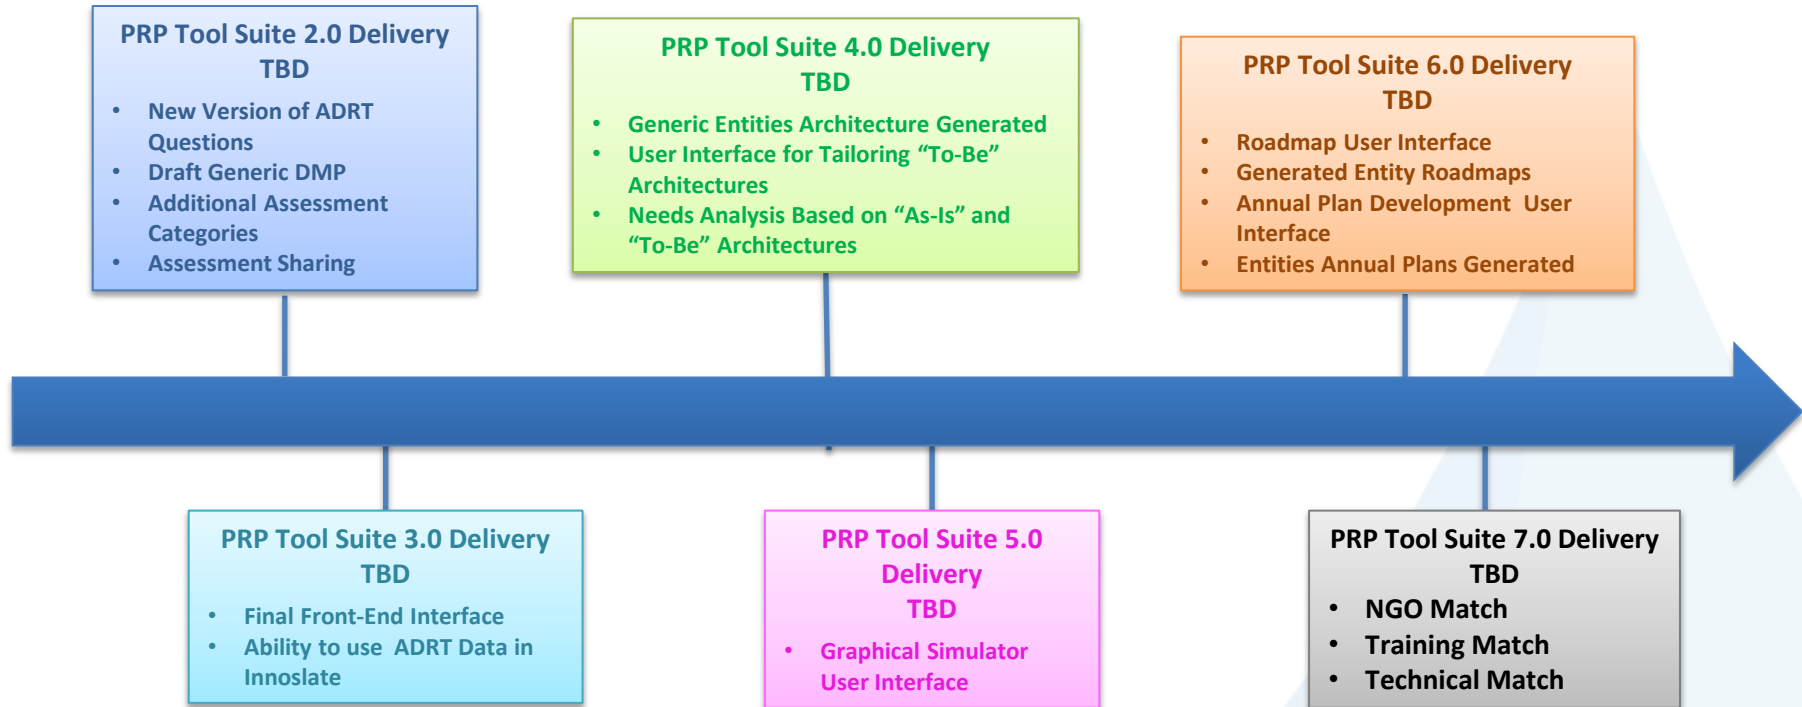 PRP Tool Suite 2.0 Delivery
TBD
• New Version of ADRT
Questions
• Draft Generic DMP
• Additional Assessment
Categories
• Assessment Sharing
PRP Tool Suite 4.0 Delivery
TBD
• Generic Entities Architecture Generated
• User Interface for Tailoring “To-Be”
Architectures
• Needs Analysis Based on “As-Is” and
“To-Be” Architectures
PRP Tool Suite 6.0 Delivery
TBD
• Roadmap User Interface
• Generated Entity Roadmaps
• Annual Plan Development User
Interface
• Entities Annual Plans Generated
PRP Tool Suite 3.0 Delivery
TBD
• Final Front-End Interface
• Ability to use ADRT Data in
Innoslate
PRP Tool Suite 5.0
Delivery
TBD
• Graphical Simulator
User Interface
PRP Tool Suite 7.0 Delivery
TBD
• NGO Match
• Training Match
• Technical Match